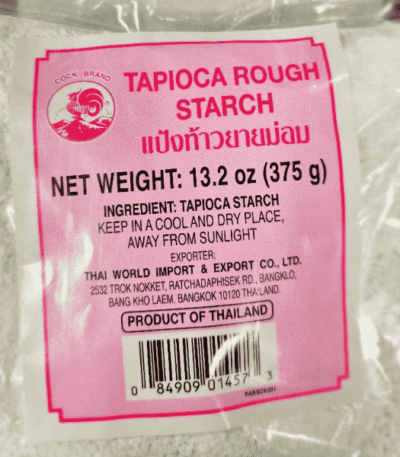 COCK BRAND
TAPIOCA ROUGH
STARCH
แป้งท้าวยายม่อม
NET WEIGHT: 13.2 oz (375 g)
INGREDIENT: TAPIOCA STARCH
KEEP IN A COOL AND DRY PLACE,
AWAY FROM SUNLIGHT
EXPORTER:
THAI WORLD IMPORT & EXPORT CO., LTD.
2532 TROK NOKKET, RATCHADAPHISEK RD., BANGKLO,
BANG KHO LAEM, BANGKOK 10120 THAILAND.
PRODUCT OF THAILAND
0 84909 01457 3